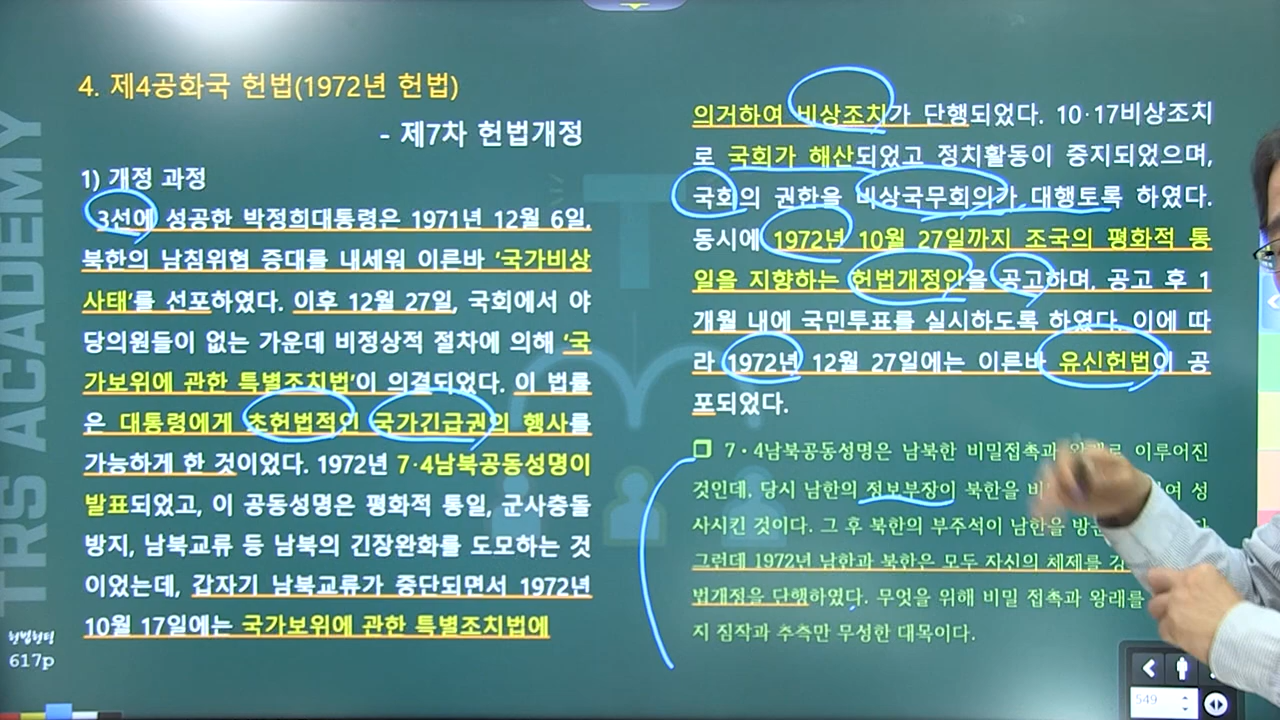 TRS ACADEMY
4. 제4공화국 헌법(1972년 헌법)
- 제7차 헌법개정
1) 개정 과정
3선에 성공한 박정희대통령은 1971년 12월 6일,
북한의 남침위협 증대를 내세워 이른바 '국가비상
사태'를 선포하였다. 이후 12월 27일, 국회에서 야
당의원들이 없는 가운데 비정상적 절차에 의해 '국
가보위에 관한 특별조치법'이 의결되었다. 이 법률
은 대통령에게 초헌법적인 국가긴급권의 행사를
가능하게 한 것이었다. 1972년 7·4남북공동성명이
발표되었고, 이 공동성명은 평화적 통일, 군사충돌
방지, 남북교류 등 남북의 긴장완화를 도모하는 것
이었는데, 갑자기 남북교류가 중단되면서 1972년
10월 17일에는 국가보위에 관한 특별조치법에
617p
의거하여 비상조치가 단행되었다. 10·17비상조치
로 국회가 해산되었고 정치활동이 중지되었으며,
국회의 권한을 비상국무회의가 대행토록 하였다.
동시에 1972년 10월 27일까지 조국의 평화적 통
일을 지향하는 헌법개정안을 공고하며, 공고 후 1
개월 내에 국민투표를 실시하도록 하였다. 이에 따
라 1972년 12월 27일에는 이른바 유신헌법이 공
포되었다.
❐ 7·4남북공동성명은 남북한 비밀접촉과 왕래로 이루어진
것인데, 당시 남한의 정보부장이 북한을 여 성
사시킨 것이다. 그 후 북한의 부주석이 남한을
그런데 1972년 남한과 북한은 모두 자신의 체제를
법개정을 단행하였다. 무엇을 위해 비밀 접촉과 왕래를
지 짐작과 추측만 무성한 대목이다.
549